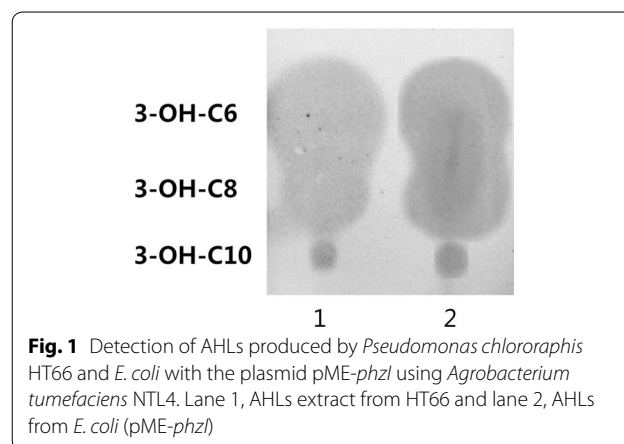 3-OH-C6
3-OH-C8
3-OH-C10
1 2
Fig. 1 Detection of AHLs produced by Pseudomonas chlororaphis
HT66 and E. coli with the plasmid pME-phzI using Agrobacterium
tumefaciens NTL4. Lane 1, AHLs extract from HT66 and lane 2, AHLs
from E. coli (pME-phzI)